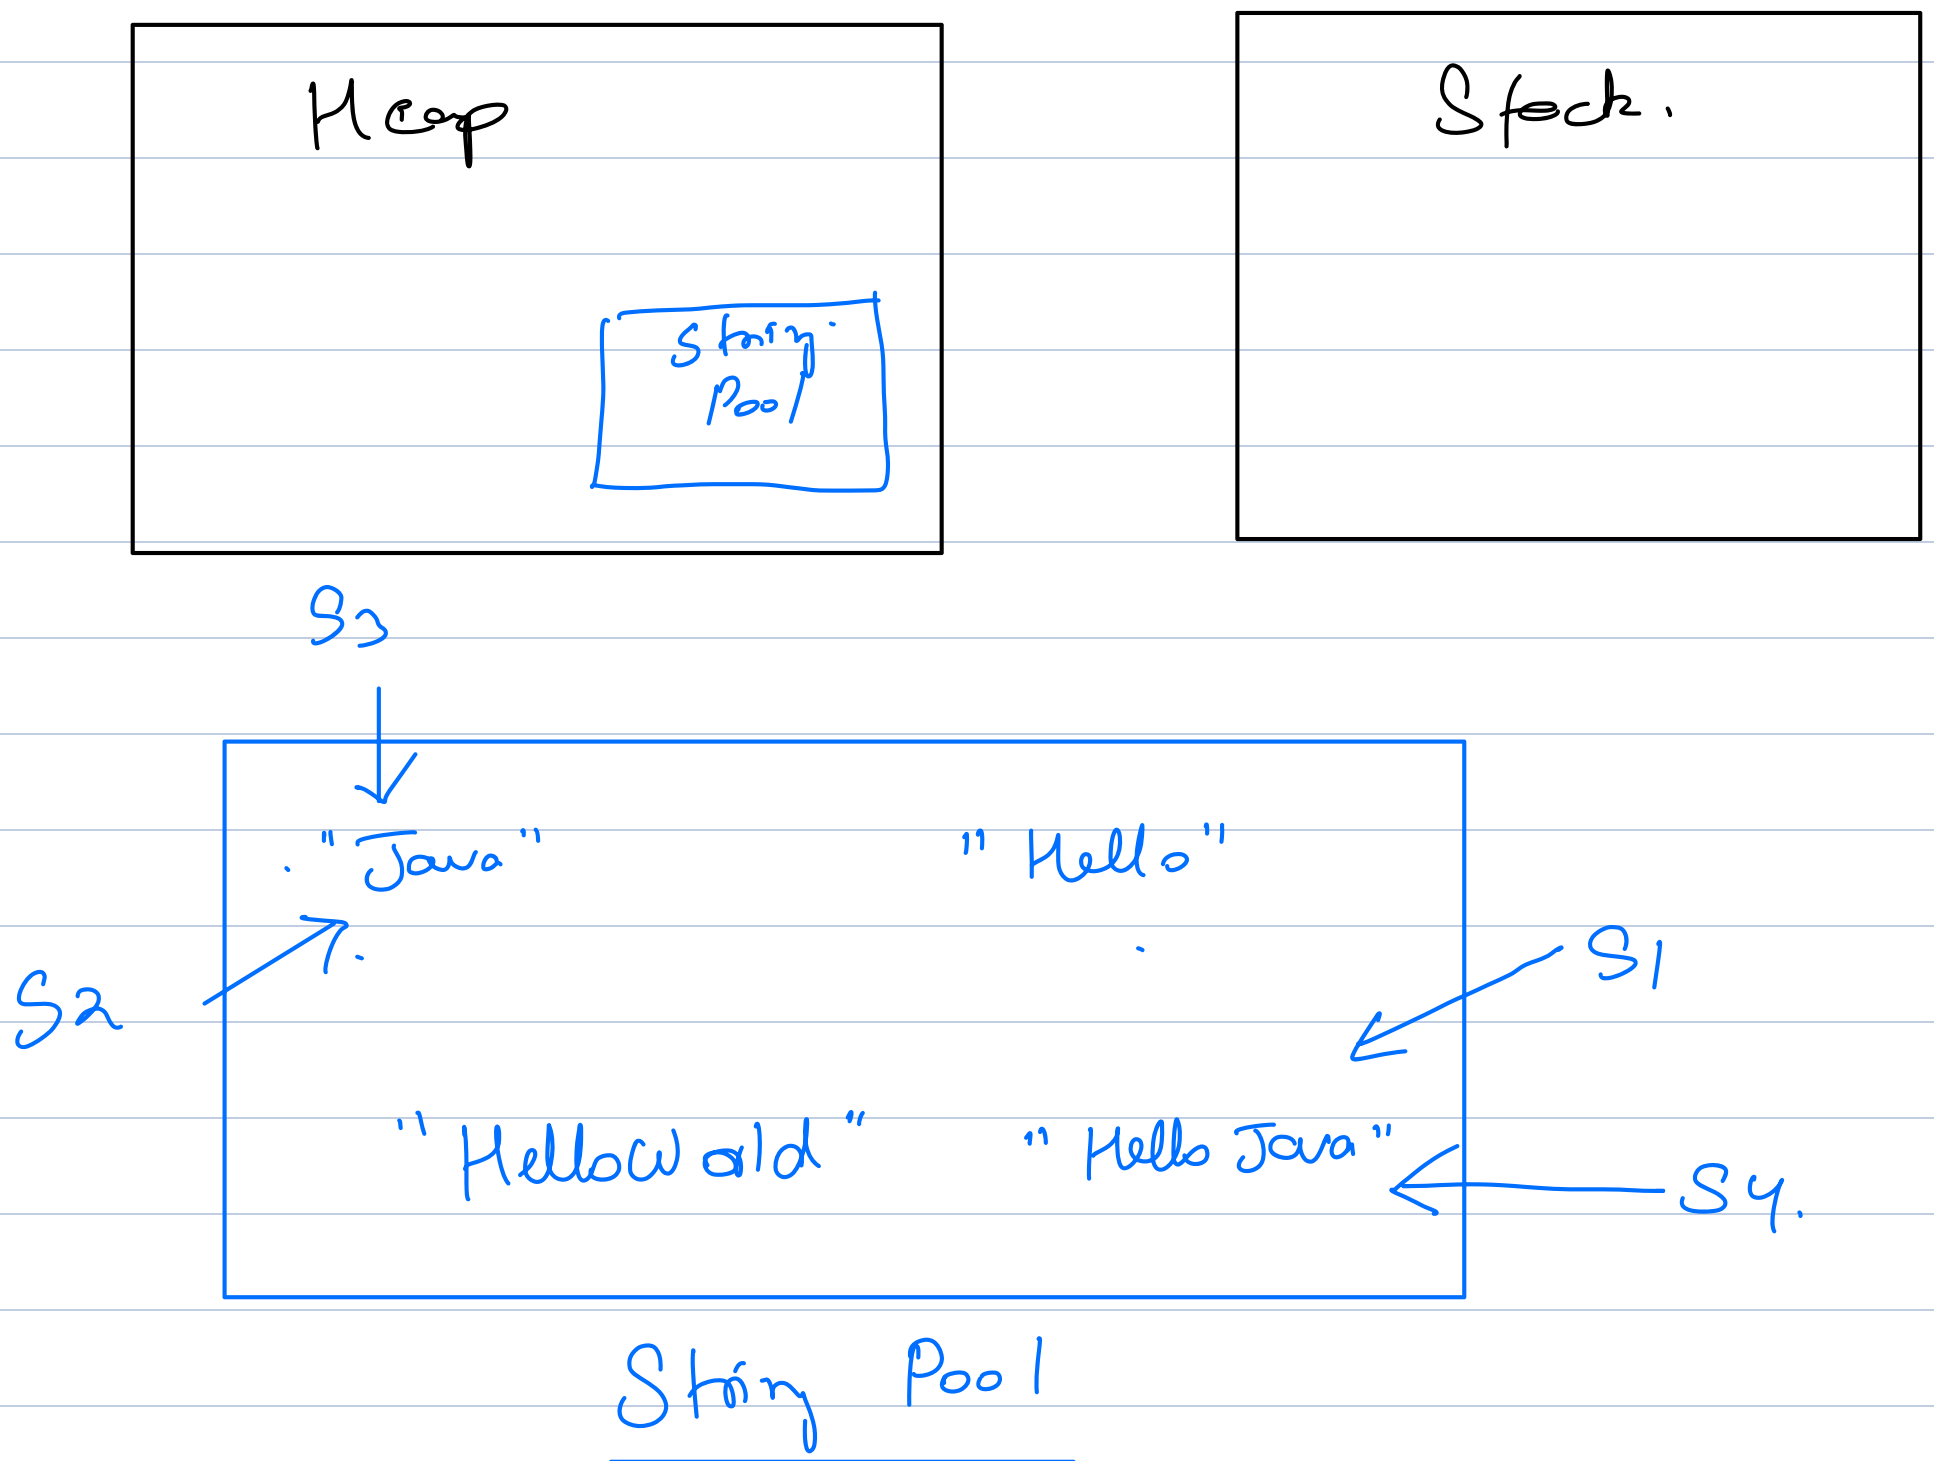 Heap
Stack.
String
Pool
S3
"Java"
"Hello"
S1
S2
"HelloWorld"
"Hello Java"
S4.
String Pool